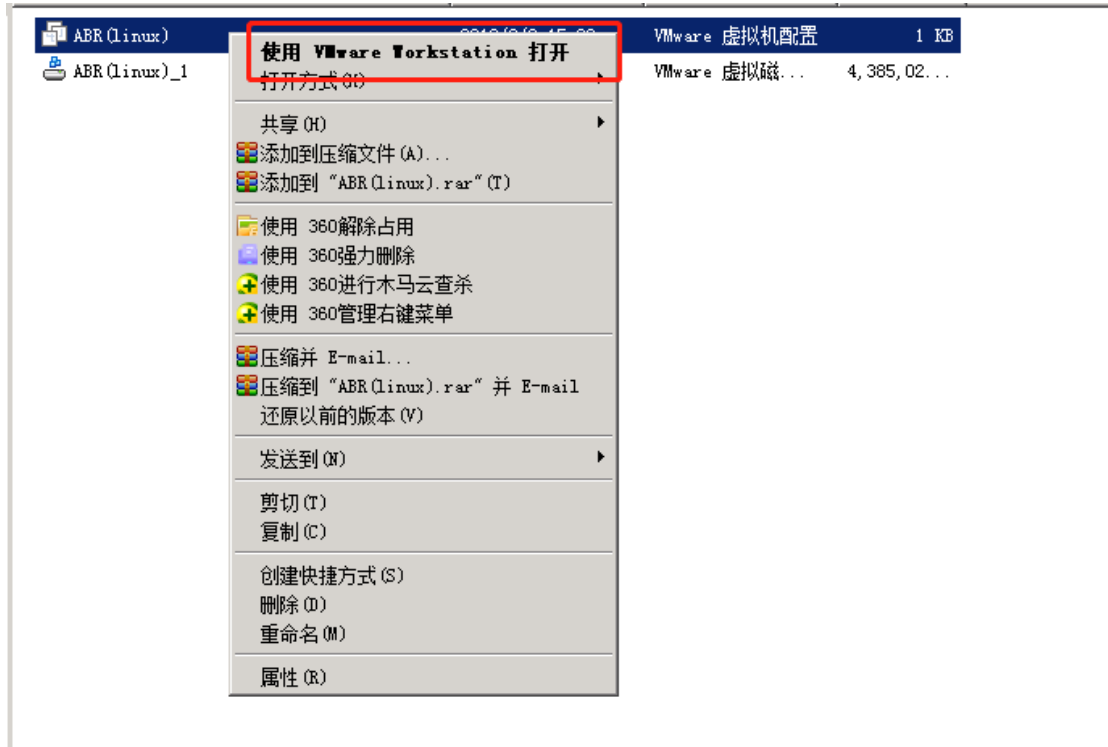 ABR(linux)
VMware 虚拟机配置
1 KB
ABR(linux)_1
VMware 虚拟磁...
4,385,02...
使用 VMware Workstation 打开
打开方式(H)
共享(H)
添加到压缩文件(A)...
添加到 "ABR(linux).rar"(T)
使用 360解除占用
使用 360强力删除
使用 360进行木马云查杀
使用 360管理右键菜单
压缩并 E-mail...
压缩到 "ABR(linux).rar" 并 E-mail
还原以前的版本(V)
发送到(N)
剪切(T)
复制(C)
创建快捷方式(S)
删除(D)
重命名(M)
属性(R)